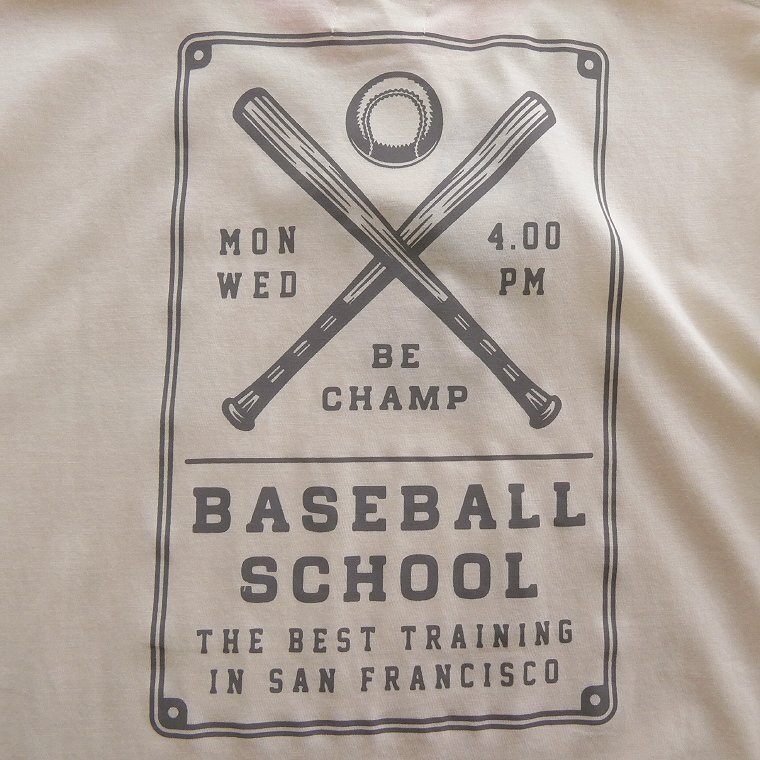 MON
WED
4.00
PM
BE
CHAMP
BASEBALL
SCHOOL
THE BEST TRAINING
IN SAN FRANCISCO